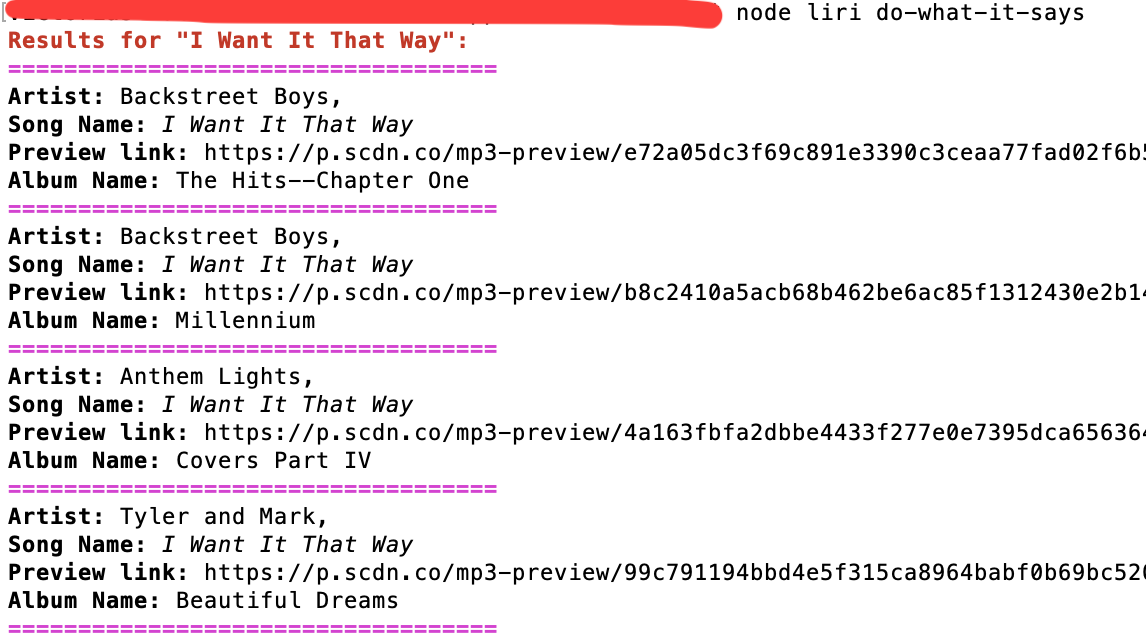 node liri do-what-it-says
Results for "I Want It That Way":
===================================
Artist: Backstreet Boys,
Song Name: I Want It That Way
Preview link: https://p.scdn.co/mp3-preview/e72a05dc3f69c891e3390c3ceaa77fad02f6b5
Album Name: The Hits--Chapter One
===================================
Artist: Backstreet Boys,
Song Name: I Want It That Way
Preview link: https://p.scdn.co/mp3-preview/b8c2410a5acb68b462be6ac85f1312430e2b14
Album Name: Millennium
===================================
Artist: Anthem Lights,
Song Name: I Want It That Way
Preview link: https://p.scdn.co/mp3-preview/4a163fbfa2dbbe4433f277e0e7395dca656364
Album Name: Covers Part IV
===================================
Artist: Tyler and Mark,
Song Name: I Want It That Way
Preview link: https://p.scdn.co/mp3-preview/99c791194bbd4e5f315ca8964babf0b69bc520
Album Name: Beautiful Dreams
===================================